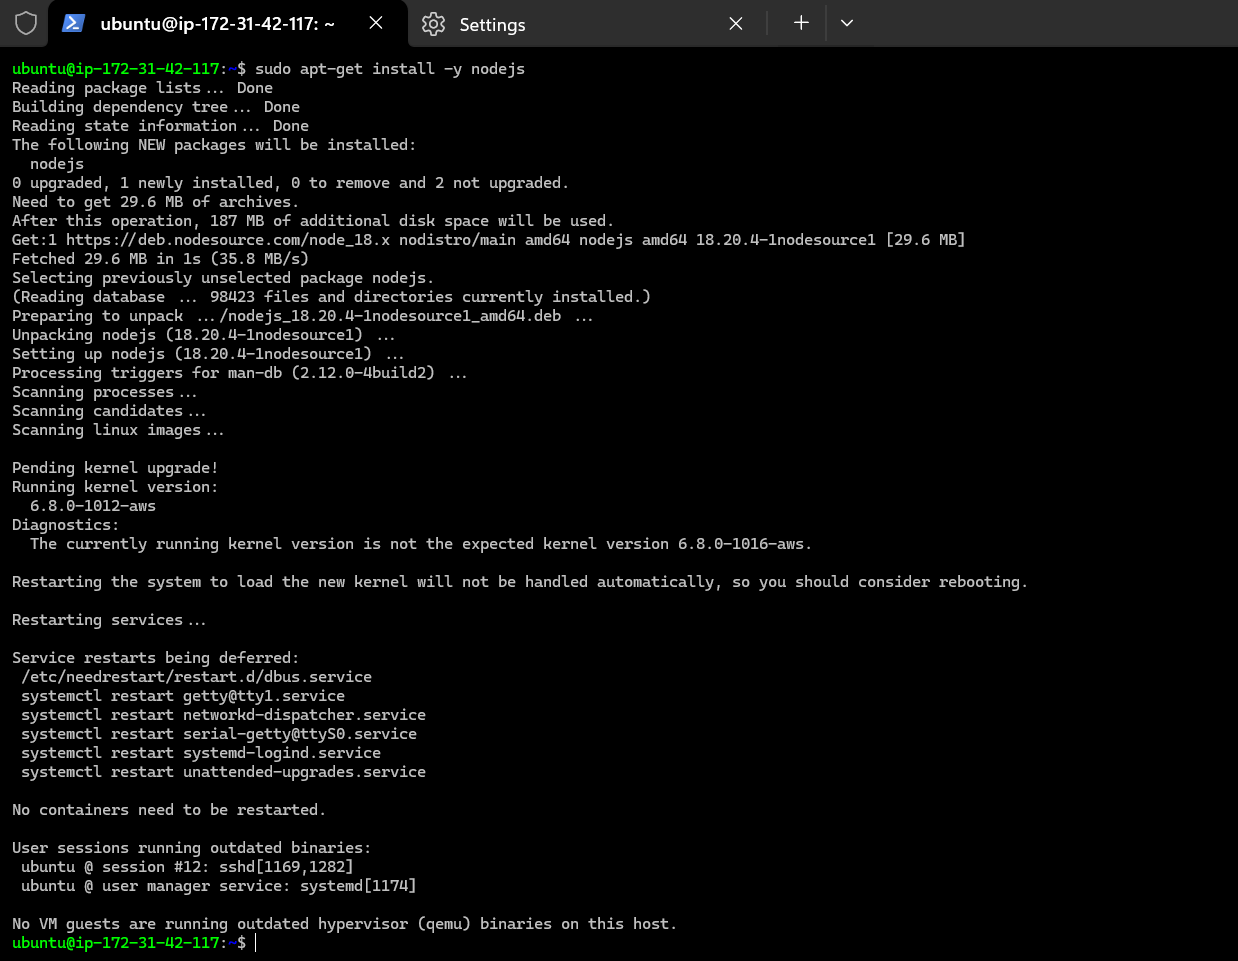 ubuntu@ip-172-31-42-117: ~
Settings
ubuntu@ip-172-31-42-117:~$ sudo apt-get install -y nodejs
Reading package lists... Done
Building dependency tree... Done
Reading state information... Done
The following NEW packages will be installed:
  nodejs
0 upgraded, 1 newly installed, 0 to remove and 2 not upgraded.
Need to get 29.6 MB of archives.
After this operation, 187 MB of additional disk space will be used.
Get:1 https://deb.nodesource.com/node_18.x nodistro/main amd64 nodejs amd64 18.20.4-1nodesource1 [29.6 MB]
Fetched 29.6 MB in 1s (35.8 MB/s)
Selecting previously unselected package nodejs.
(Reading database ... 98423 files and directories currently installed.)
Preparing to unpack .../nodejs_18.20.4-1nodesource1_amd64.deb ...
Unpacking nodejs (18.20.4-1nodesource1) ...
Setting up nodejs (18.20.4-1nodesource1) ...
Processing triggers for man-db (2.12.0-4build2) ...
Scanning processes...
Scanning candidates...
Scanning linux images...

Pending kernel upgrade!
Running kernel version:
  6.8.0-1012-aws
Diagnostics:
  The currently running kernel version is not the expected kernel version 6.8.0-1016-aws.

Restarting the system to load the new kernel will not be handled automatically, so you should consider rebooting.

Restarting services...

Service restarts being deferred:
 /etc/needrestart/restart.d/dbus.service
 systemctl restart getty@tty1.service
 systemctl restart networkd-dispatcher.service
 systemctl restart serial-getty@ttyS0.service
 systemctl restart systemd-logind.service
 systemctl restart unattended-upgrades.service

No containers need to be restarted.

User sessions running outdated binaries:
 ubuntu @ session #12: sshd[1169,1282]
 ubuntu @ user manager service: systemd[1174]

No VM guests are running outdated hypervisor (qemu) binaries on this host.
ubuntu@ip-172-31-42-117:~$